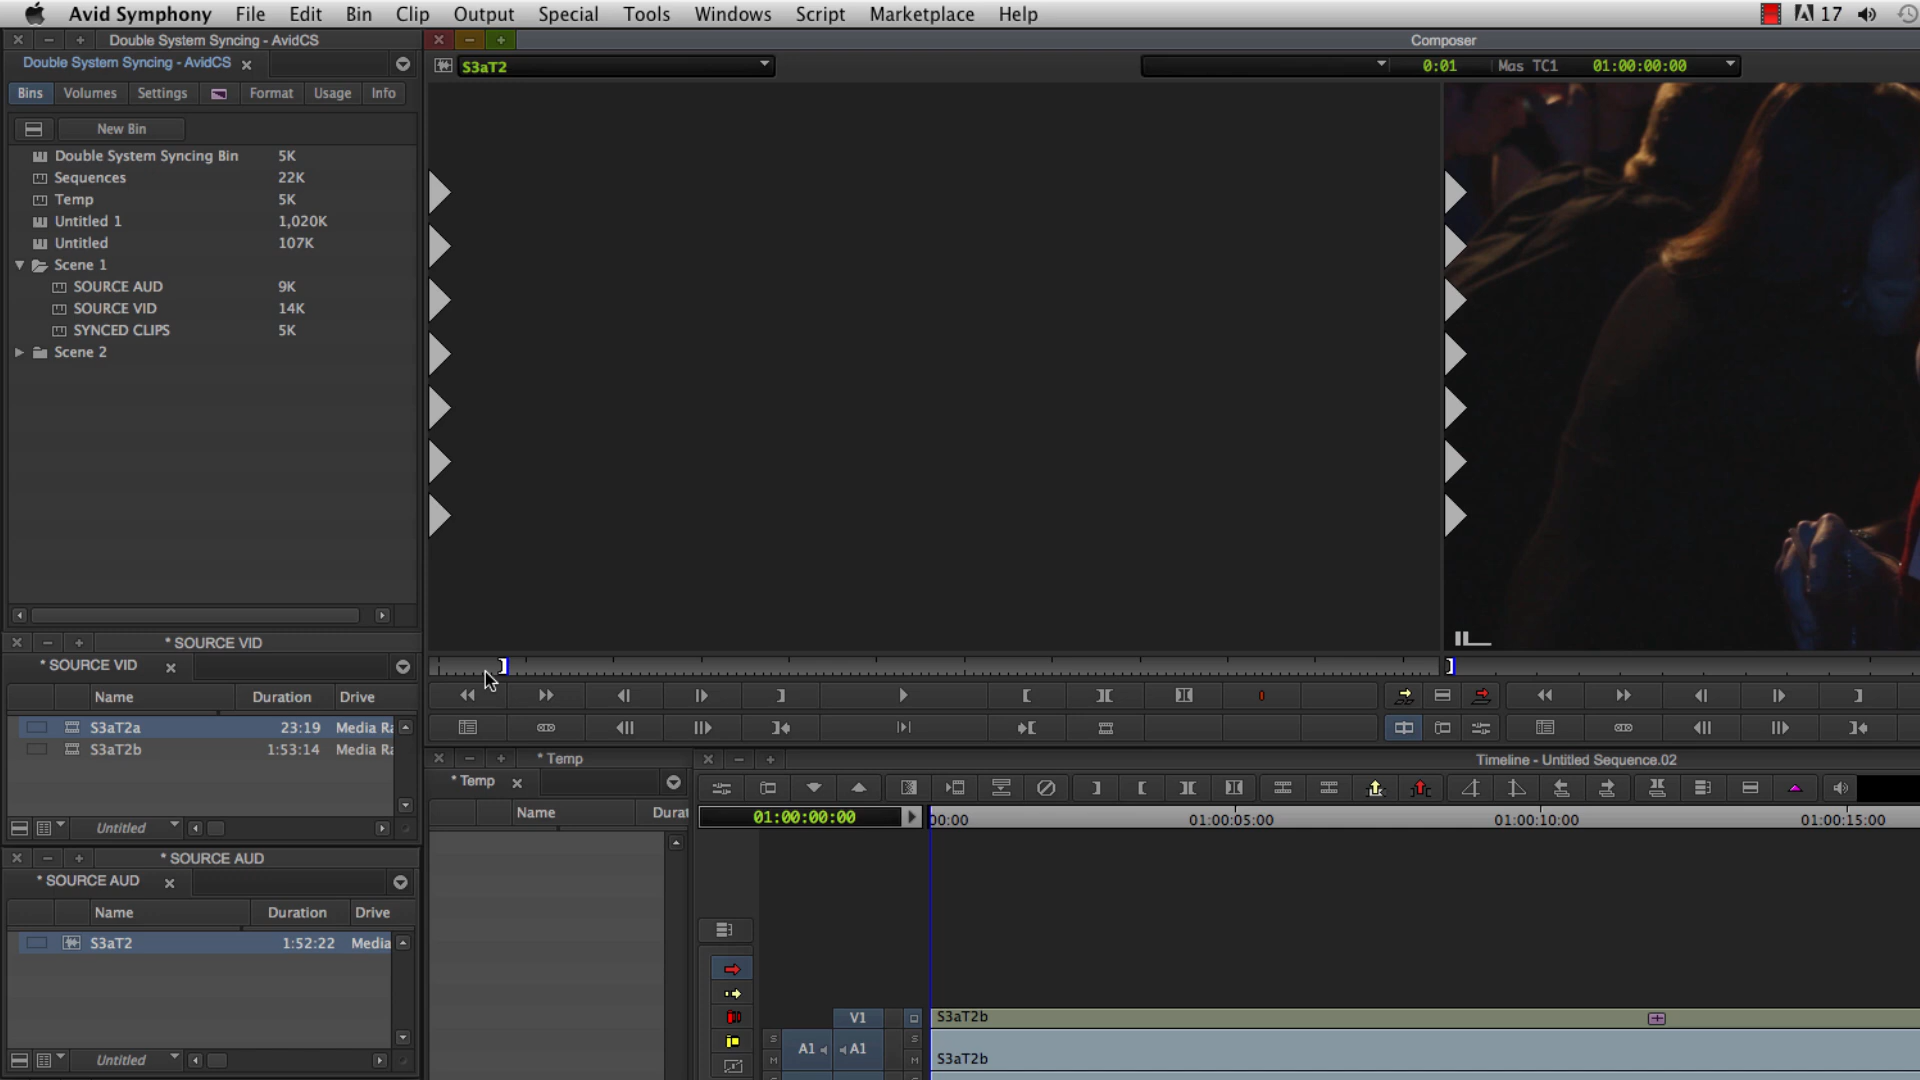 Avid Symphony File Edit Bin Clip Output Special Tools Windows Script Marketplace Help 17
Double System Syncing - AvidCS
Composer
Double System Syncing - AvidCS
S3aT2
0:01 Mas TC1 01:00:00:00
Bins Volumes Settings Format Usage Info
New Bin
Double System Syncing Bin 5K
Sequences 22K
Temp 5K
Untitled 1 1,020K
Untitled 107K
Scene 1
SOURCE AUD 9K
SOURCE VID 14K
SYNCED CLIPS 5K
Scene 2
* SOURCE VID
* SOURCE VID
Name Duration Drive
S3aT2a 23:19 Media Ra
S3aT2b 1:53:14 Media Ra
Untitled
* SOURCE AUD
* SOURCE AUD
Name Duration Drive
S3aT2 1:52:22 Media
Untitled
* Temp
* Temp
Name Durat
Timeline - Untitled Sequence.02
01:00:00:00
00:00 01:00:05:00 01:00:10:00 01:00:15:00
V1 S3aT2b
S S
A1 A1
M M
S3aT2b